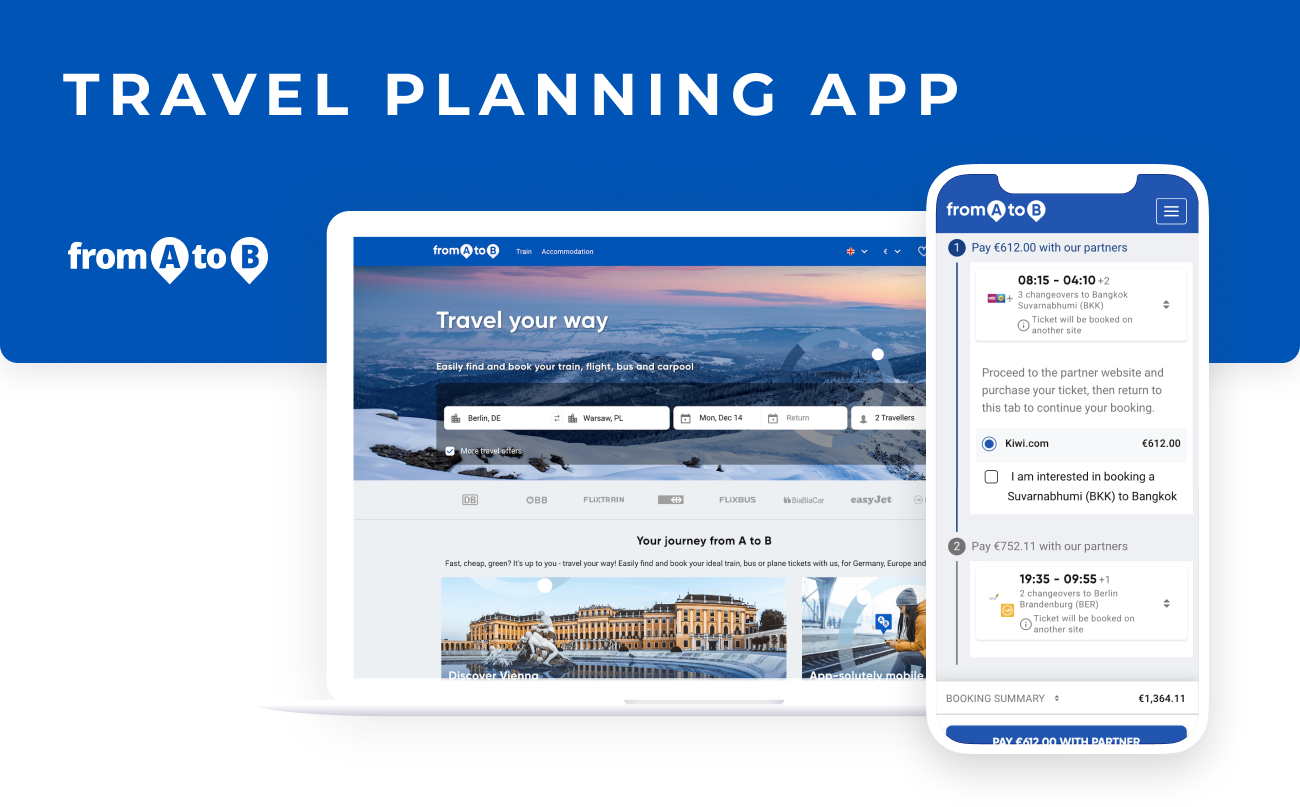 TRAVEL PLANNING APP
from A to B
from A to B
Train
Accommodation
€
Travel your way
Easily find and book your train, flight, bus and carpool
Berlin, DE
Warsaw, PL
Mon, Dec 14
Return
2 Travellers
More travel offers
DB
ÖBB
FLiXTRAIN
FLiXBUS
BlaBlaCar
easyJet
Your journey from A to B
Fast, cheap, green? It's up to you - travel your way! Easily find and book your ideal train, bus or plane tickets with us, for Germany, Europe and
Discover Vienna
App-solutely mobile
from A to B
1 Pay €612.00 with our partners
08:15 - 04:10 +2
3 changeovers to Bangkok
Suvarnabhumi (BKK)
Ticket will be booked on
another site
Proceed to the partner website and
purchase your ticket, then return to
this tab to continue your booking.
Kiwi.com €612.00
I am interested in booking a
Suvarnabhumi (BKK) to Bangkok
2 Pay €752.11 with our partners
19:35 - 09:55 +1
2 changeovers to Berlin
Brandenburg (BER)
Ticket will be booked on
another site
BOOKING SUMMARY €1,364.11
PAY €612.00 WITH PARTNER